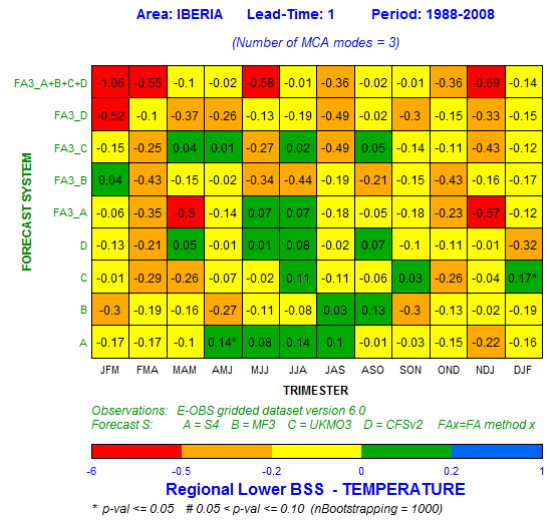 Area: IBERIA Lead-Time: 1 Period: 1988-2008
(Number of MCA modes = 3)
FORECAST SYSTEM
FA3_A+B+C+D -1.06 -0.55 -0.1 -0.02 -0.58 -0.01 -0.36 -0.02 -0.01 -0.36 -0.69 -0.14
FA3_D -0.52 -0.1 -0.37 -0.26 -0.13 -0.19 -0.49 -0.02 -0.3 -0.15 -0.33 -0.15
FA3_C -0.15 -0.25 0.04 0.01 -0.17 0.02 -0.49 0.05 -0.14 -0.11 -0.43 -0.12
FA3_B 0.04 -0.43 -0.15 -0.02 -0.34 -0.44 -0.19 -0.21 -0.15 -0.43 -0.16 -0.17
FA3_A -0.06 -0.35 -0.5 -0.14 0.07 0.07 -0.18 -0.05 -0.18 -0.23 -0.57 -0.12
D -0.13 -0.21 0.05 -0.01 0.01 0.08 -0.02 0.07 -0.1 -0.11 -0.01 -0.32
C -0.01 -0.29 -0.26 -0.07 -0.02 0.11 -0.11 -0.06 0.03 -0.26 -0.04 0.17*
B -0.3 -0.19 -0.16 -0.27 -0.11 -0.08 0.03 0.13 -0.3 -0.13 -0.02 -0.19
A -0.17 -0.17 -0.1 0.14* 0.08 0.14 0.1 -0.01 -0.03 -0.15 -0.22 -0.16
JFM FMA MAM AMJ MJJ JJA JAS ASO SON OND NDJ DJF
TRIMESTER
Observations: E-OBS gridded dataset version 6.0
Forecast S: A = S4 B = MF3 C = UKMO3 D = CFSv2 FAx=FA method x
-6 -0.5 -0.2 0 0.2 1
Regional Lower BSS - TEMPERATURE
* p-val <= 0.05 # 0.05 < p-val <= 0.10 (nBootstrapping = 1000)